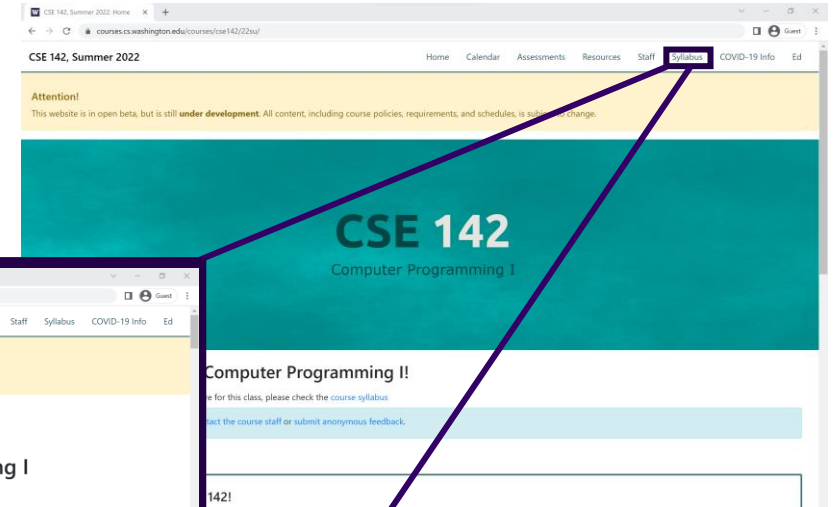 CSE 142, Summer 2022: Home
courses.cs.washington.edu/courses/cse142/22su/
Guest
CSE 142, Summer 2022 Home Calendar Assessments Resources Staff Syllabus COVID-19 Info Ed
Attention!
This website is in open beta, but is still under development. All content, including course policies, requirements, and schedules, is subject to change.
CSE 142
Computer Programming I
Guest
Staff Syllabus COVID-19 Info Ed
Computer Programming I!
for this class, please check the course syllabus
the course staff or submit anonymous feedback.
g I
142!